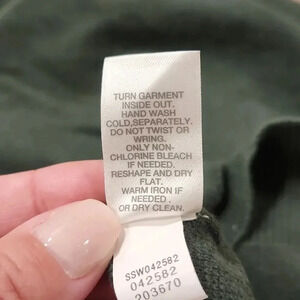 TURN GARMENT
INSIDE OUT.
HAND WASH
COLD,SEPARATELY.
DO NOT TWIST OR
WRING.
ONLY NON-
CHLORINE BLEACH
IF NEEDED.
RESHAPE AND DRY
FLAT.
WARM IRON IF
NEEDED .
OR DRY CLEAN.
SSW042582
042582
203670